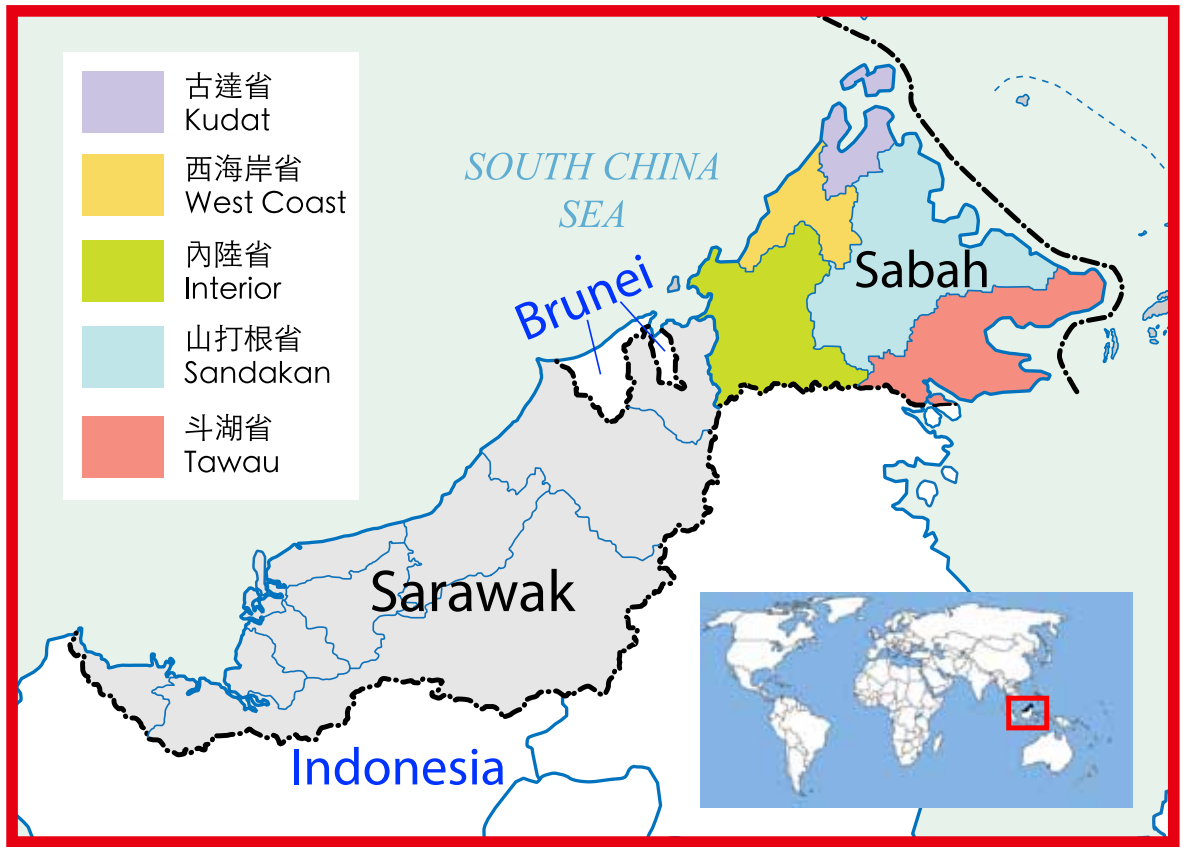 古達省
Kudat
西海岸省
West Coast
內陸省
Interior
山打根省
Sandakan
斗湖省
Tawau
SOUTH CHINA
SEA
Brunei
Sabah
Sarawak
Indonesia